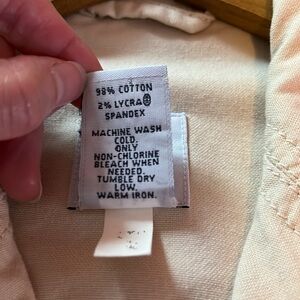 98% COTTON
2% LYCRA
SPANDEX
MACHINE WASH
COLD.
ONLY
NON-CHLORINE
BLEACH WHEN
NEEDED.
TUMBLE DRY
LOW.
WARM IRON.